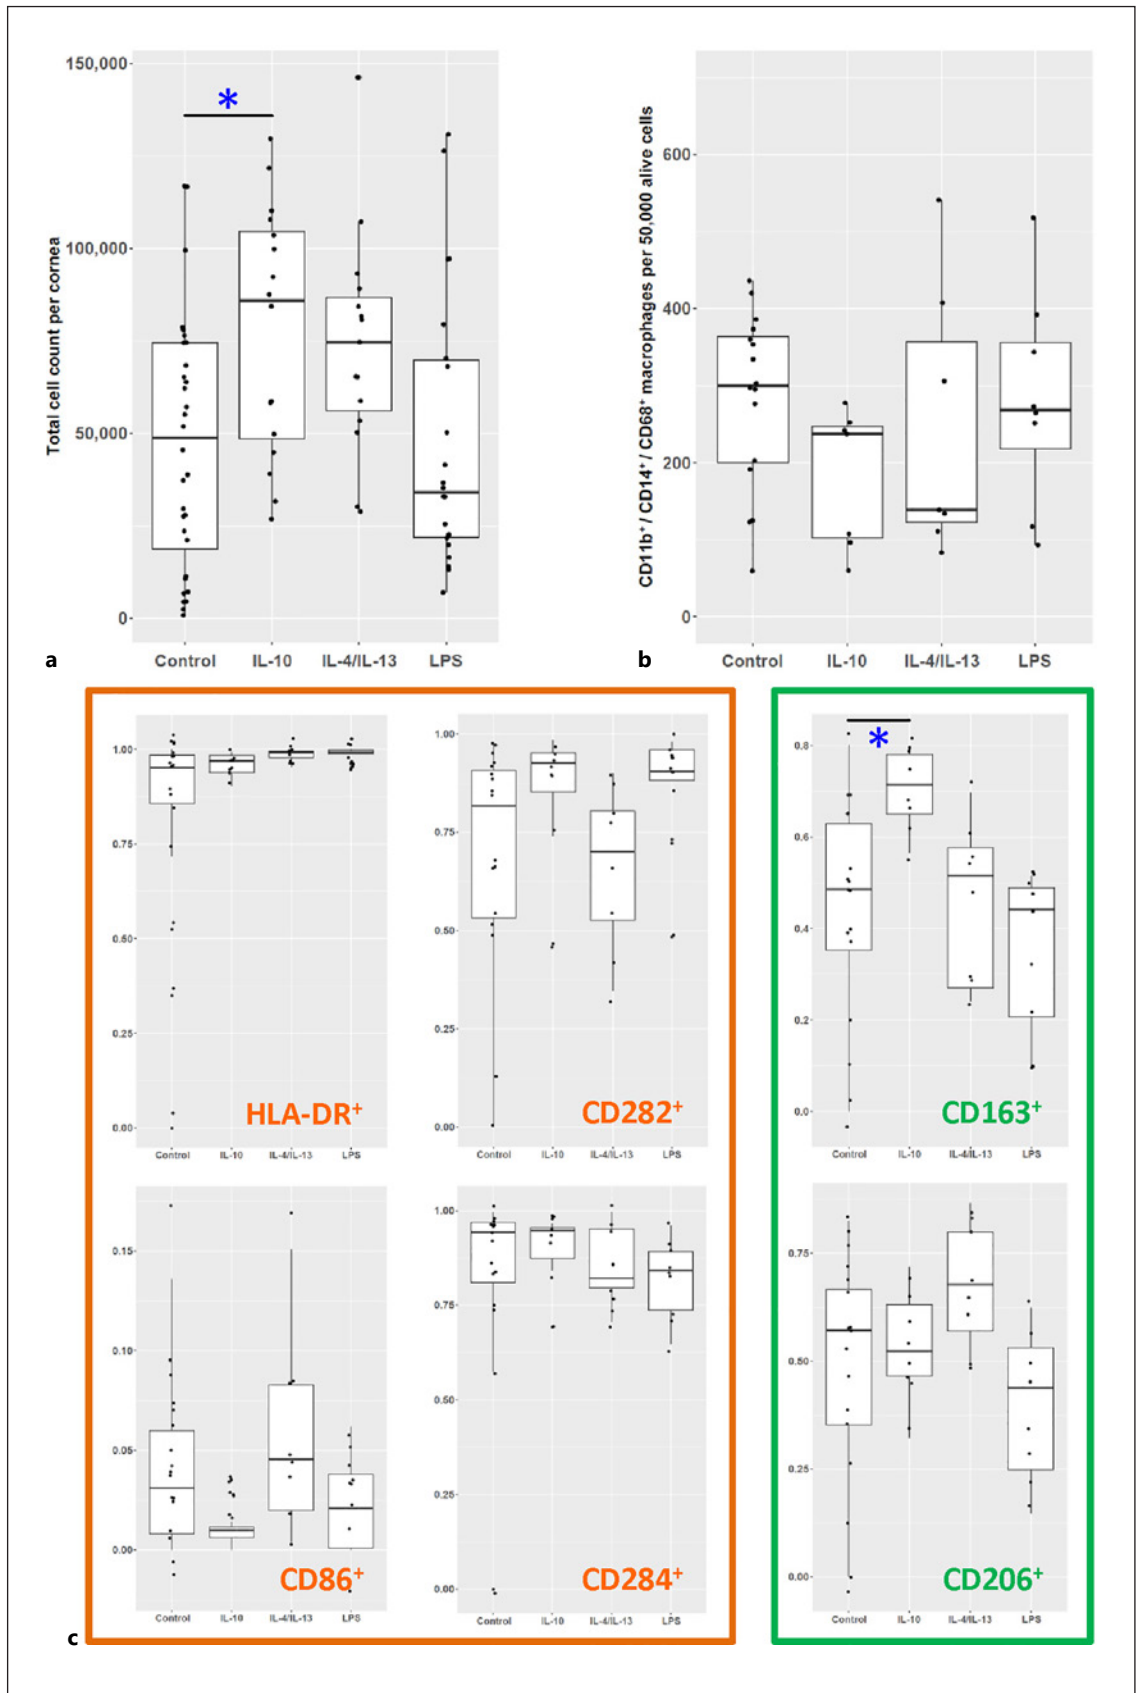 Total cell count per cornea
150,000
100,000
50,000
0
*
Control IL-10 IL-4/IL-13 LPS
a
CD11b⁺ / CD14⁺ / CD68⁺ macrophages per 50,000 alive cells
600
400
200
0
Control IL-10 IL-4/IL-13 LPS
b
1.00
0.75
0.50
0.25
0.00
HLA-DR⁺
Control IL-10 IL-4/IL-13 LPS
1.00
0.75
0.50
0.25
0.00
CD282⁺
Control IL-10 IL-4/IL-13 LPS
*
0.8
0.6
0.4
0.2
0.0
CD163⁺
Control IL-10 IL-4/IL-13 LPS
0.15
0.10
0.05
0.00
CD86⁺
Control IL-10 IL-4/IL-13 LPS
1.00
0.75
0.50
0.25
0.00
CD284⁺
Control IL-10 IL-4/IL-13 LPS
0.75
0.50
0.25
0.00
CD206⁺
Control IL-10 IL-4/IL-13 LPS
c